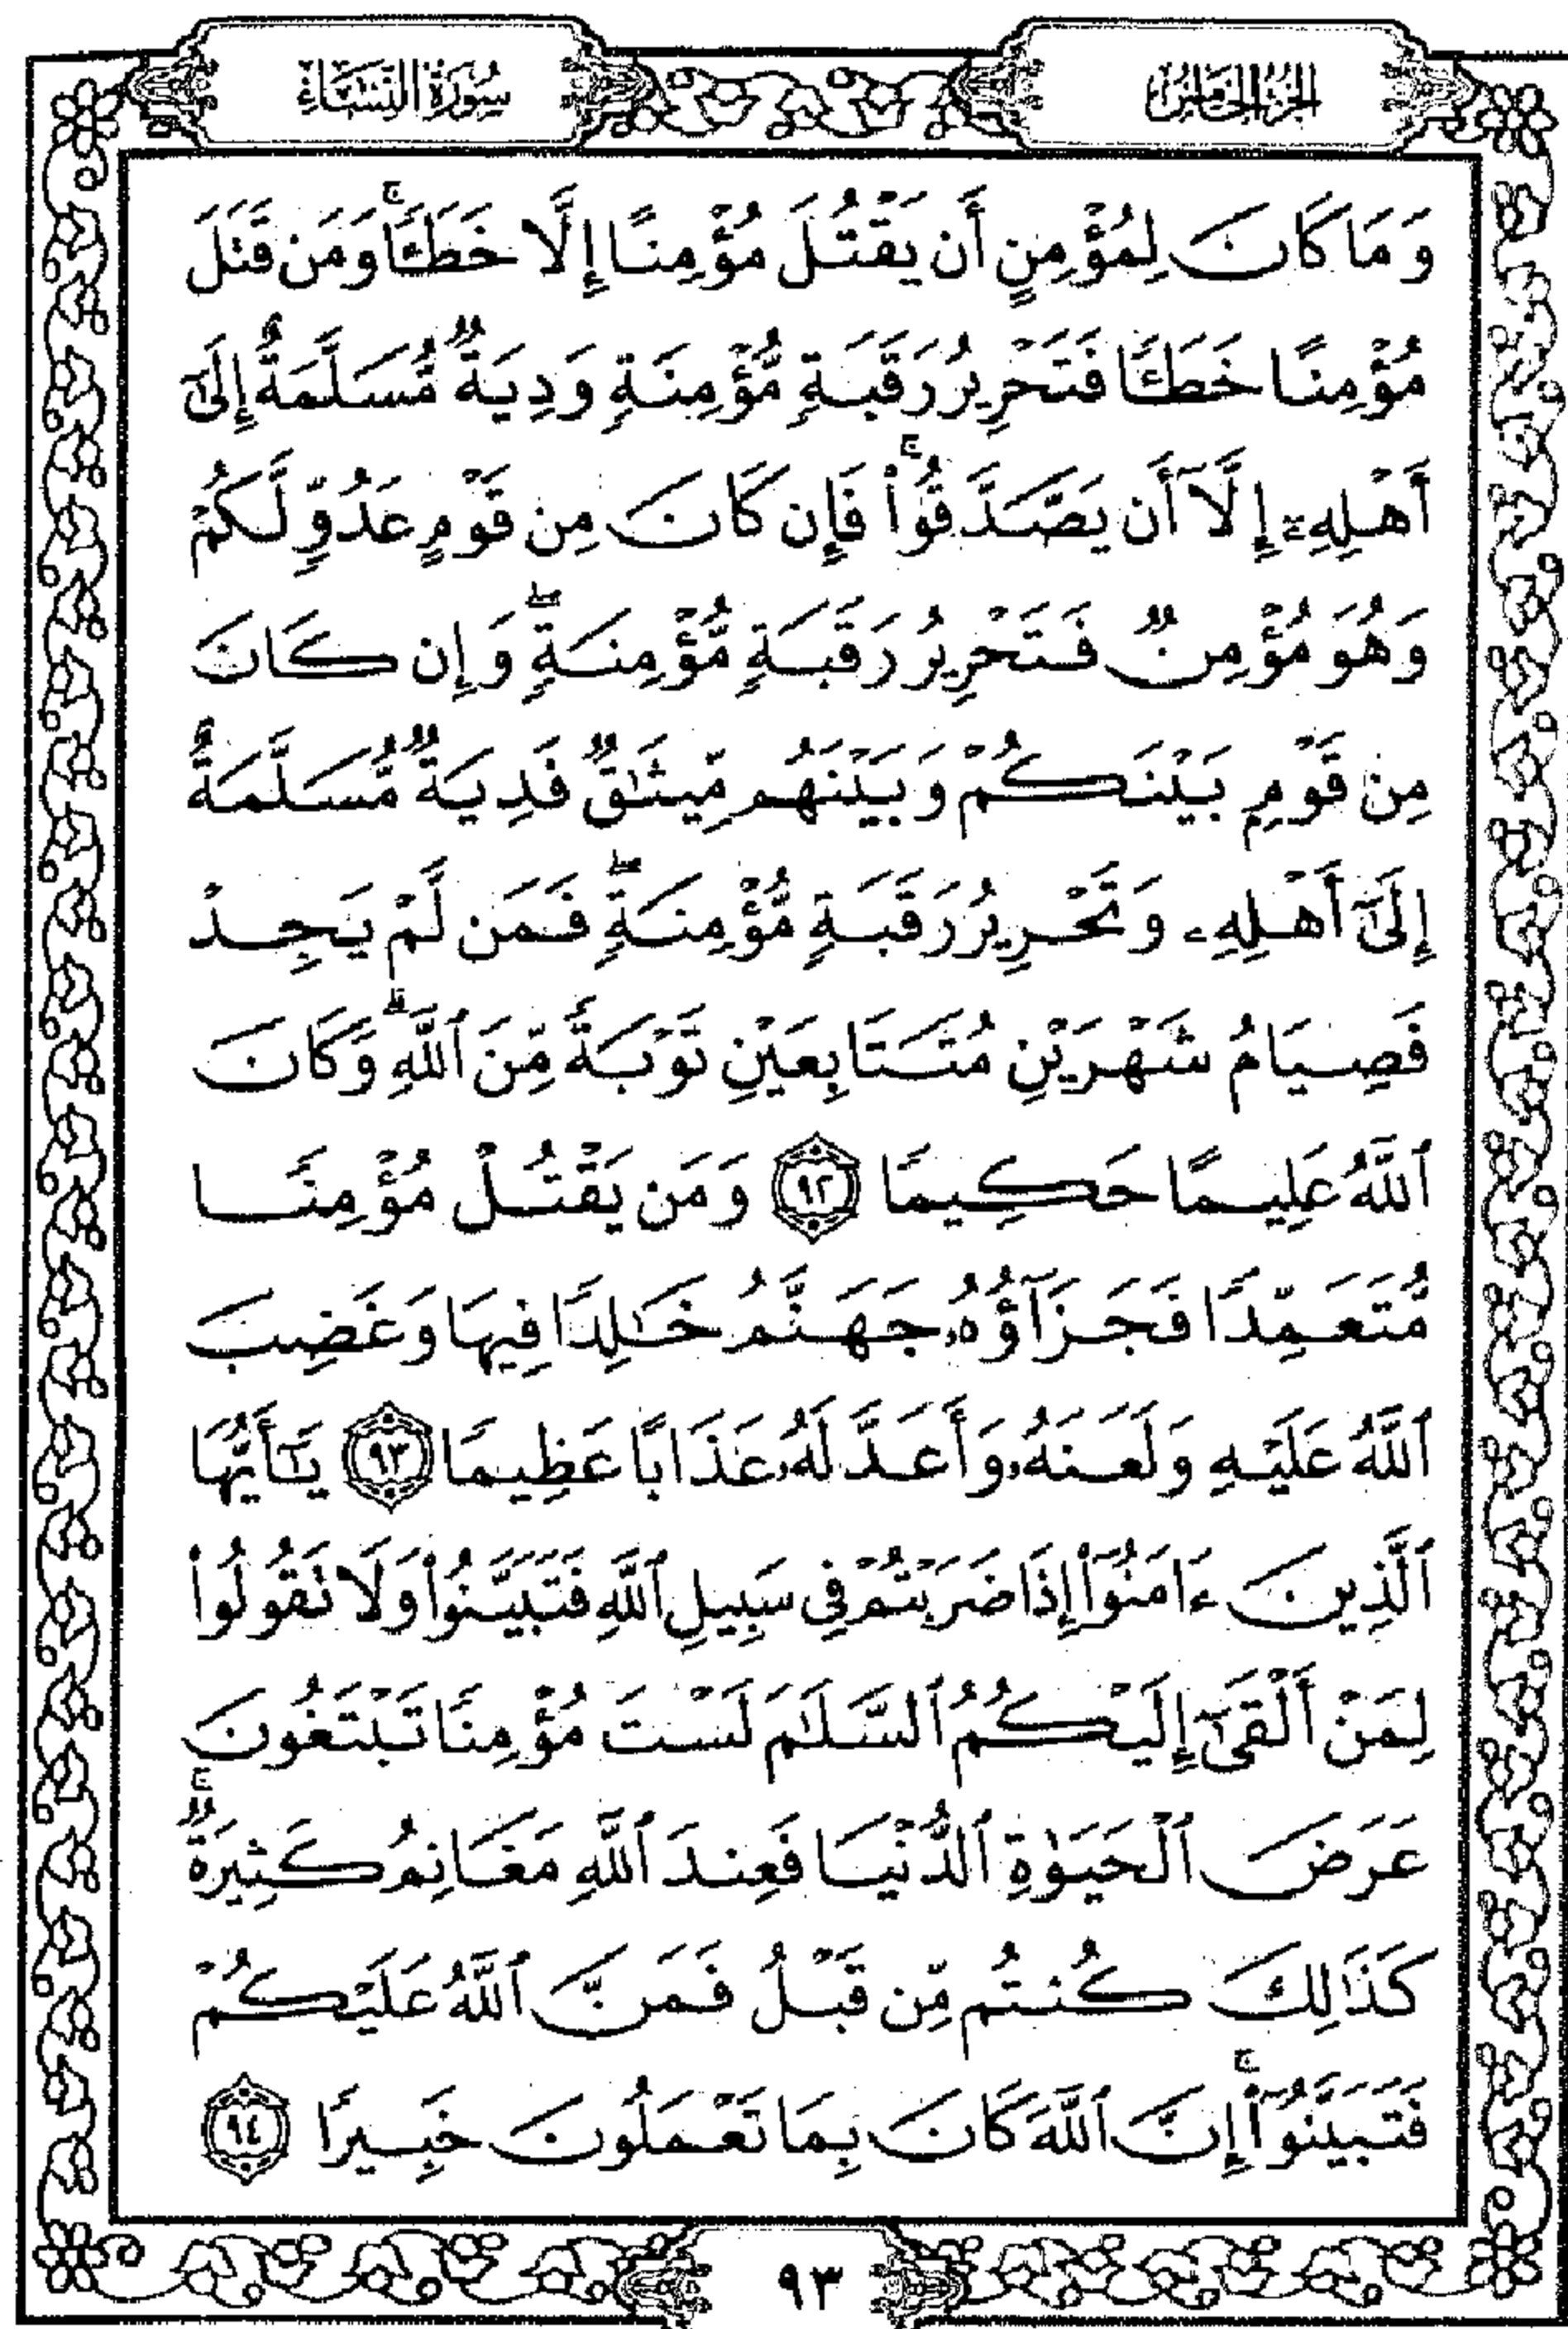 الجزء الخامس
سورة النساء
وَمَا كَانَ لِمُؤْمِنٍ أَن يَقْتُلَ مُؤْمِنًا إِلَّا خَطَـًٔا ۚ وَمَن قَتَلَ
مُؤْمِنًا خَطَـًٔا فَتَحْرِيرُ رَقَبَةٍ مُّؤْمِنَةٍ وَدِيَةٌ مُّسَلَّمَةٌ إِلَىٰٓ
أَهْلِهِۦٓ إِلَّآ أَن يَصَّدَّقُوا۟ ۚ فَإِن كَانَ مِن قَوْمٍ عَدُوٍّ لَّكُمْ
وَهُوَ مُؤْمِنٌ فَتَحْرِيرُ رَقَبَةٍ مُّؤْمِنَةٍ ۖ وَإِن كَانَ
مِن قَوْمٍۭ بَيْنَكُمْ وَبَيْنَهُم مِّيثَـٰقٌ فَدِيَةٌ مُّسَلَّمَةٌ
إِلَىٰٓ أَهْلِهِۦ وَتَحْرِيرُ رَقَبَةٍ مُّؤْمِنَةٍ ۖ فَمَن لَّمْ يَجِدْ
فَصِيَامُ شَهْرَيْنِ مُتَتَابِعَيْنِ تَوْبَةً مِّنَ ٱللَّهِ ۗ وَكَانَ
ٱللَّهُ عَلِيمًا حَكِيمًا ٩٢ وَمَن يَقْتُلْ مُؤْمِنًا
مُّتَعَمِّدًا فَجَزَآؤُهُۥ جَهَنَّمُ خَـٰلِدًا فِيهَا وَغَضِبَ
ٱللَّهُ عَلَيْهِ وَلَعَنَهُۥ وَأَعَدَّ لَهُۥ عَذَابًا عَظِيمًا ٩٣ يَـٰٓأَيُّهَا
ٱلَّذِينَ ءَامَنُوٓا۟ إِذَا ضَرَبْتُمْ فِى سَبِيلِ ٱللَّهِ فَتَبَيَّنُوا۟ وَلَا تَقُولُوا۟
لِمَنْ أَلْقَىٰٓ إِلَيْكُمُ ٱلسَّلَـٰمَ لَسْتَ مُؤْمِنًا تَبْتَغُونَ
عَرَضَ ٱلْحَيَوٰةِ ٱلدُّنْيَا فَعِندَ ٱللَّهِ مَغَانِمُ كَثِيرَةٌ ۚ
كَذَٰلِكَ كُنتُم مِّن قَبْلُ فَمَنَّ ٱللَّهُ عَلَيْكُمْ
فَتَبَيَّنُوٓا۟ ۚ إِنَّ ٱللَّهَ كَانَ بِمَا تَعْمَلُونَ خَبِيرًا ٩٤
٩٣